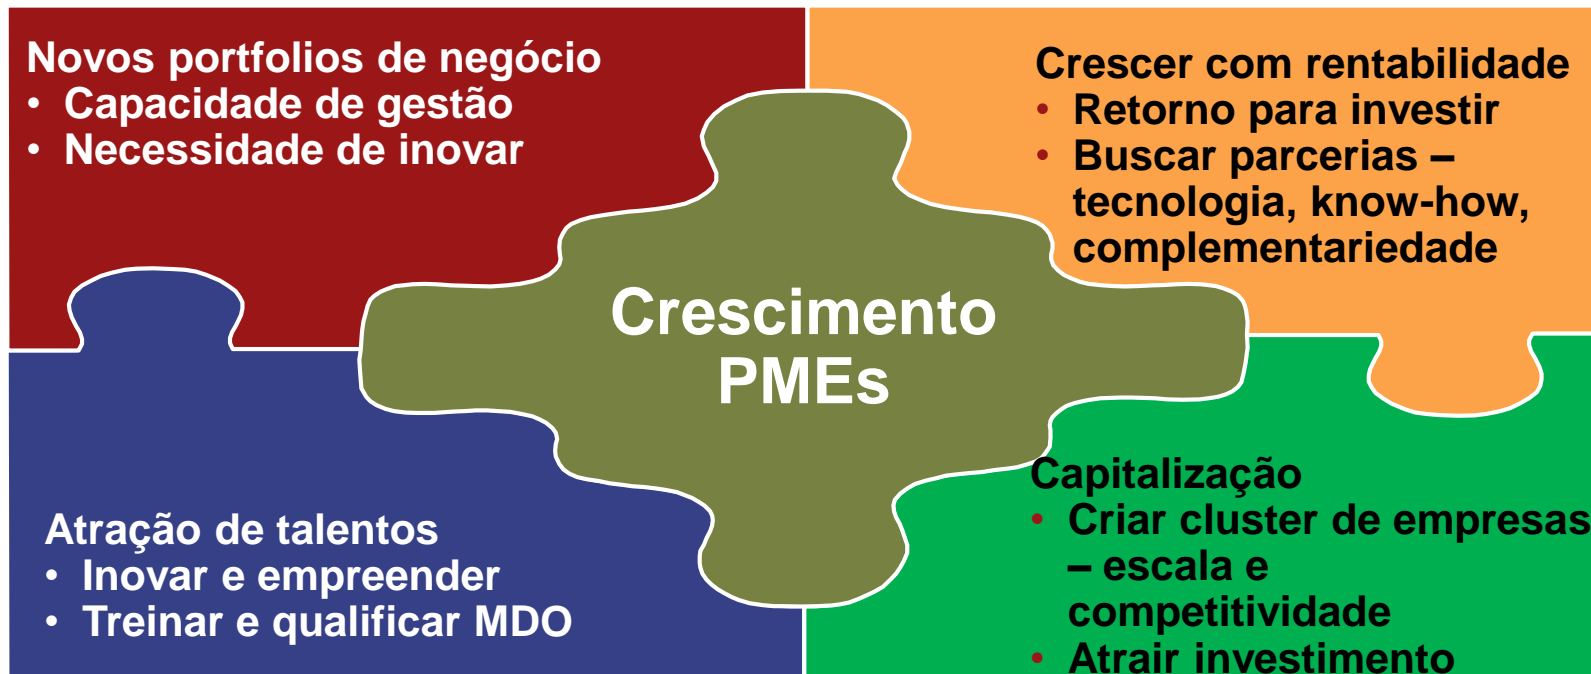 Novos portfolios de negócio
• Capacidade de gestão
• Necessidade de inovar
Crescer com rentabilidade
• Retorno para investir
• Buscar parcerias –
tecnologia, know-how,
complementariedade
Crescimento
PMEs
Atração de talentos
• Inovar e empreender
• Treinar e qualificar MDO
Capitalização
• Criar cluster de empresas
– escala e
competitividade
• Atrair investimento